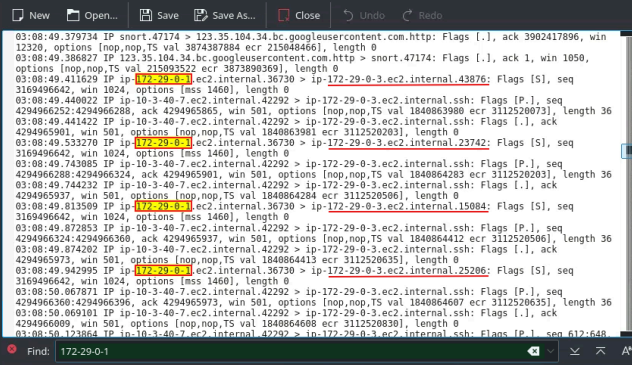 New Open... Save Save As... Close Undo Redo
03:08:49.379734 IP snort.47174 > 123.35.104.34.bc.googleusercontent.com.http: Flags [.], ack 3902417896, win
12320, options [nop,nop,TS val 3874387884 ecr 215048466], length 0
03:08:49.386827 IP 123.35.104.34.bc.googleusercontent.com.http > snort.47174: Flags [.], ack 1, win 1050,
options [nop,nop,TS val 215093522 ecr 3873890369], length 0
03:08:49.411629 IP ip-172-29-0-1.ec2.internal.36730 > ip-172-29-0-3.ec2.internal.43876: Flags [S], seq
3169496642, win 1024, options [mss 1460], length 0
03:08:49.440022 IP ip-10-3-40-7.ec2.internal.42292 > ip-172-29-0-3.ec2.internal.ssh: Flags [P.], seq
4294966252:4294966288, ack 4294965865, win 501, options [nop,nop,TS val 1840863980 ecr 3112520073], length 36
03:08:49.441422 IP ip-10-3-40-7.ec2.internal.42292 > ip-172-29-0-3.ec2.internal.ssh: Flags [.], ack
4294965901, win 501, options [nop,nop,TS val 1840863981 ecr 3112520203], length 0
03:08:49.533270 IP ip-172-29-0-1.ec2.internal.36730 > ip-172-29-0-3.ec2.internal.23742: Flags [S], seq
3169496642, win 1024, options [mss 1460], length 0
03:08:49.743085 IP ip-10-3-40-7.ec2.internal.42292 > ip-172-29-0-3.ec2.internal.ssh: Flags [P.], seq
4294966288:4294966324, ack 4294965901, win 501, options [nop,nop,TS val 1840864283 ecr 3112520203], length 36
03:08:49.744232 IP ip-10-3-40-7.ec2.internal.42292 > ip-172-29-0-3.ec2.internal.ssh: Flags [.], ack
4294965937, win 501, options [nop,nop,TS val 1840864284 ecr 3112520506], length 0
03:08:49.813509 IP ip-172-29-0-1.ec2.internal.36730 > ip-172-29-0-3.ec2.internal.15084: Flags [S], seq
3169496642, win 1024, options [mss 1460], length 0
03:08:49.872853 IP ip-10-3-40-7.ec2.internal.42292 > ip-172-29-0-3.ec2.internal.ssh: Flags [P.], seq
4294966324:4294966360, ack 4294965937, win 501, options [nop,nop,TS val 1840864412 ecr 3112520506], length 36
03:08:49.874202 IP ip-10-3-40-7.ec2.internal.42292 > ip-172-29-0-3.ec2.internal.ssh: Flags [.], ack
4294965973, win 501, options [nop,nop,TS val 1840864413 ecr 3112520635], length 0
03:08:49.942995 IP ip-172-29-0-1.ec2.internal.36730 > ip-172-29-0-3.ec2.internal.25206: Flags [S], seq
3169496642, win 1024, options [mss 1460], length 0
03:08:50.067871 IP ip-10-3-40-7.ec2.internal.42292 > ip-172-29-0-3.ec2.internal.ssh: Flags [P.], seq
4294966360:4294966396, ack 4294965973, win 501, options [nop,nop,TS val 1840864607 ecr 3112520635], length 36
03:08:50.069101 IP ip-10-3-40-7.ec2.internal.42292 > ip-172-29-0-3.ec2.internal.ssh: Flags [.], ack
4294966009, win 501, options [nop,nop,TS val 1840864608 ecr 3112520830], length 0
03:08:50.123864 IP ip-10-3-40-7.ec2.internal.42292 > ip-172-29-0-3.ec2.internal.ssh: Flags [P.], seq 612:648,
Find: 172-29-0-1